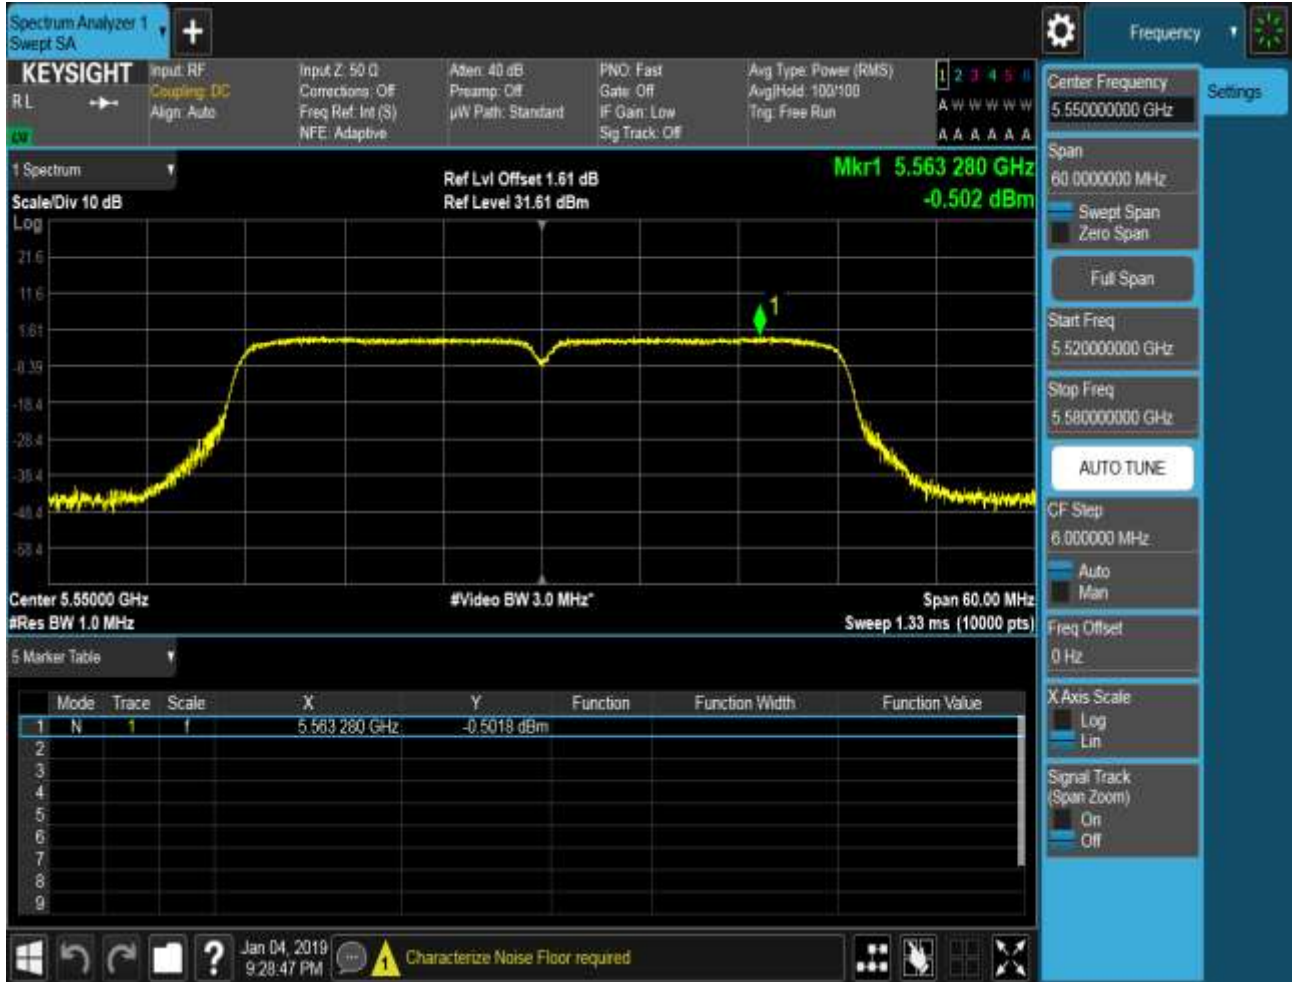 Spectrum Analyzer 1
Swept SA
Frequency
KEYSIGHT
R L
Input: RF
Coupling: DC
Align: Auto
Input Z: 50 Ω
Corrections: Off
Freq Ref: Int (S)
NFE: Adaptive
Atten: 40 dB
Preamp: Off
µW Path: Standard
PNO: Fast
Gate: Off
IF Gain: Low
Sig Track: Off
Avg Type: Power (RMS)
Avg|Hold: 100/100
Trig: Free Run
1 2 3 4 5 6
A W W W W W
A A A A A A
1 Spectrum
Scale/Div 10 dB
Ref Lvl Offset 1.61 dB
Ref Level 31.61 dBm
Mkr1 5.563 280 GHz
-0.502 dBm
Log
21.6
11.6
1.61
-8.39
-18.4
-28.4
-38.4
-48.4
-58.4
1
Center 5.55000 GHz
#Video BW 3.0 MHz*
Span 60.00 MHz
#Res BW 1.0 MHz
Sweep 1.33 ms (10000 pts)
5 Marker Table
Mode Trace Scale X Y Function Function Width Function Value
1 N 1 f 5.563 280 GHz -0.5018 dBm
2
3
4
5
6
7
8
9
Settings
Center Frequency
5.550000000 GHz
Span
60.0000000 MHz
Swept Span
Zero Span
Full Span
Start Freq
5.520000000 GHz
Stop Freq
5.580000000 GHz
AUTO TUNE
CF Step
6.000000 MHz
Auto
Man
Freq Offset
0 Hz
X Axis Scale
Log
Lin
Signal Track
(Span Zoom)
On
Off
?
Jan 04, 2019
9:28:47 PM
1
Characterize Noise Floor required